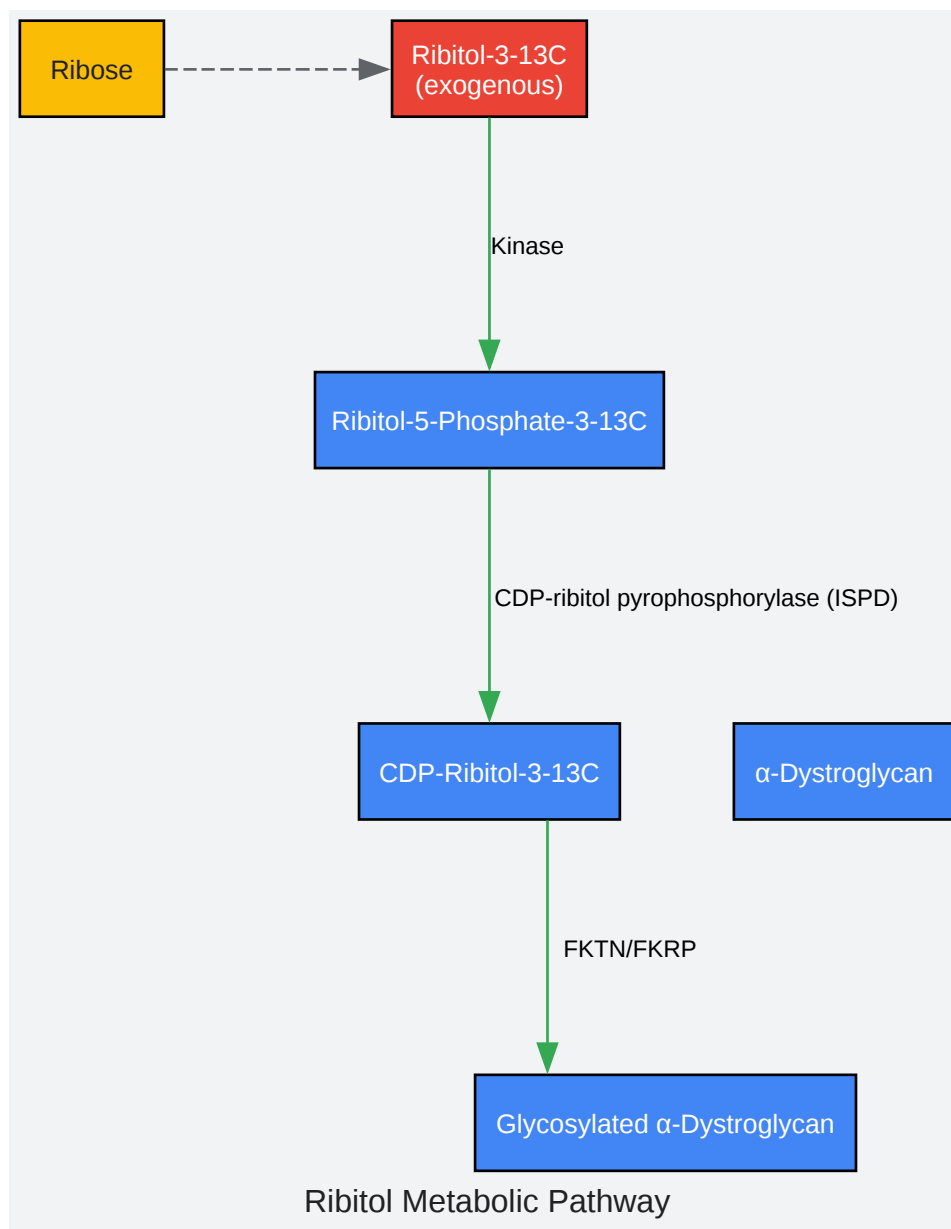 Ribose
Ribitol-3-13C
(exogenous)
Kinase
Ribitol-5-Phosphate-3-13C
CDP-ribitol pyrophosphorylase (ISPD)
CDP-Ribitol-3-13C
α-Dystroglycan
FKTN/FKRP
Glycosylated α-Dystroglycan
Ribitol Metabolic Pathway